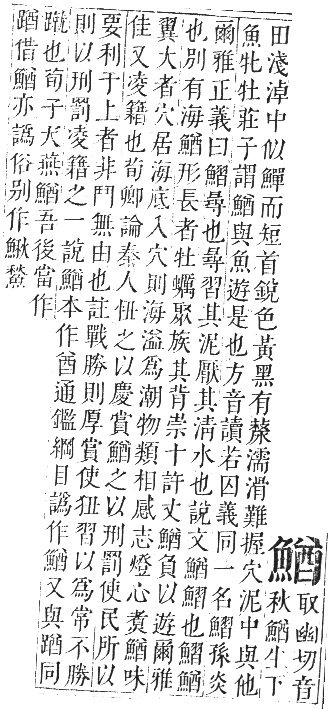 鰌
取幽切音
秋鰌牛下
田淺淖中似鱓而短首銳色黃黑有漦濡滑難握穴泥中與他
魚牝牡莊子謂鰌與魚遊是也方音讀若囚義同一名鰼孫炎
爾雅正義曰鰼尋也尋習其泥厭其清水也說文鰌鰼也鰼鰌
也別有海鰌形長者牡蠣聚族其背崇十許丈鰌負以遊爾雅
翼大者穴居海底入穴則海溢爲潮物類相感志燈心煑鰌味
佳又凌籍也荀卿論秦人忸之以慶賞鰌之以刑罰使民所以
要利于上者非鬥無由也註戰勝則厚賞使狃習以爲常不勝
則以刑罰凌籍之一說鰌本作酋通鑑綱目譌作鰌又與同
蹴也荀子大燕鰌吾後當作
借鰌亦譌俗別作鰍